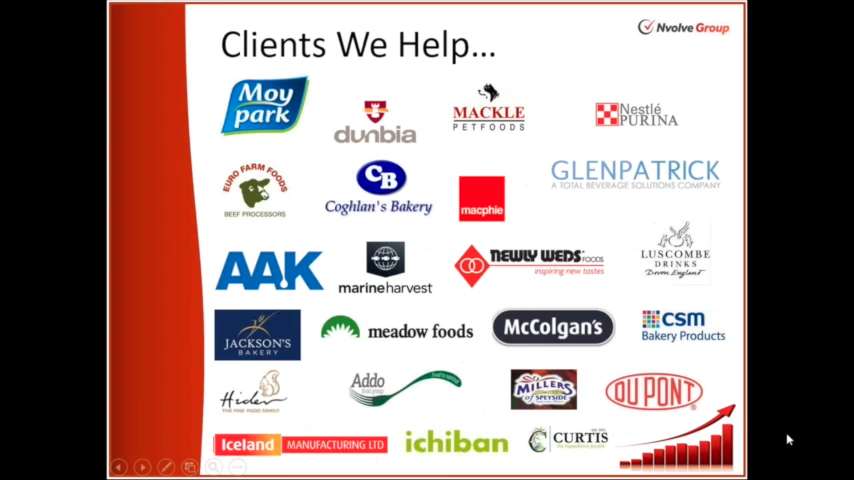 Nvolve Group
Clients We Help...
Moy
park
dunbia
MACKLE
PETFOODS
Nestlé
PURINA
EURO FARM FOODS
BEEF PROCESSORS
CB
Coghlan's Bakery
macphie
GLENPATRICK
A TOTAL BEVERAGE SOLUTIONS COMPANY
AAK
marineharvest
NEWLY WEDS FOODS
inspiring new tastes
LUSCOMBE
DRINKS
Devon England
JACKSON'S
BAKERY
meadow foods
McColgan's
csm
Bakery Products
Hider
THE FINE FOOD FAMILY
Addo
food group
MILLERS
of SPEYSIDE
DU PONT
Iceland MANUFACTURING LTD
ichiban
CURTIS